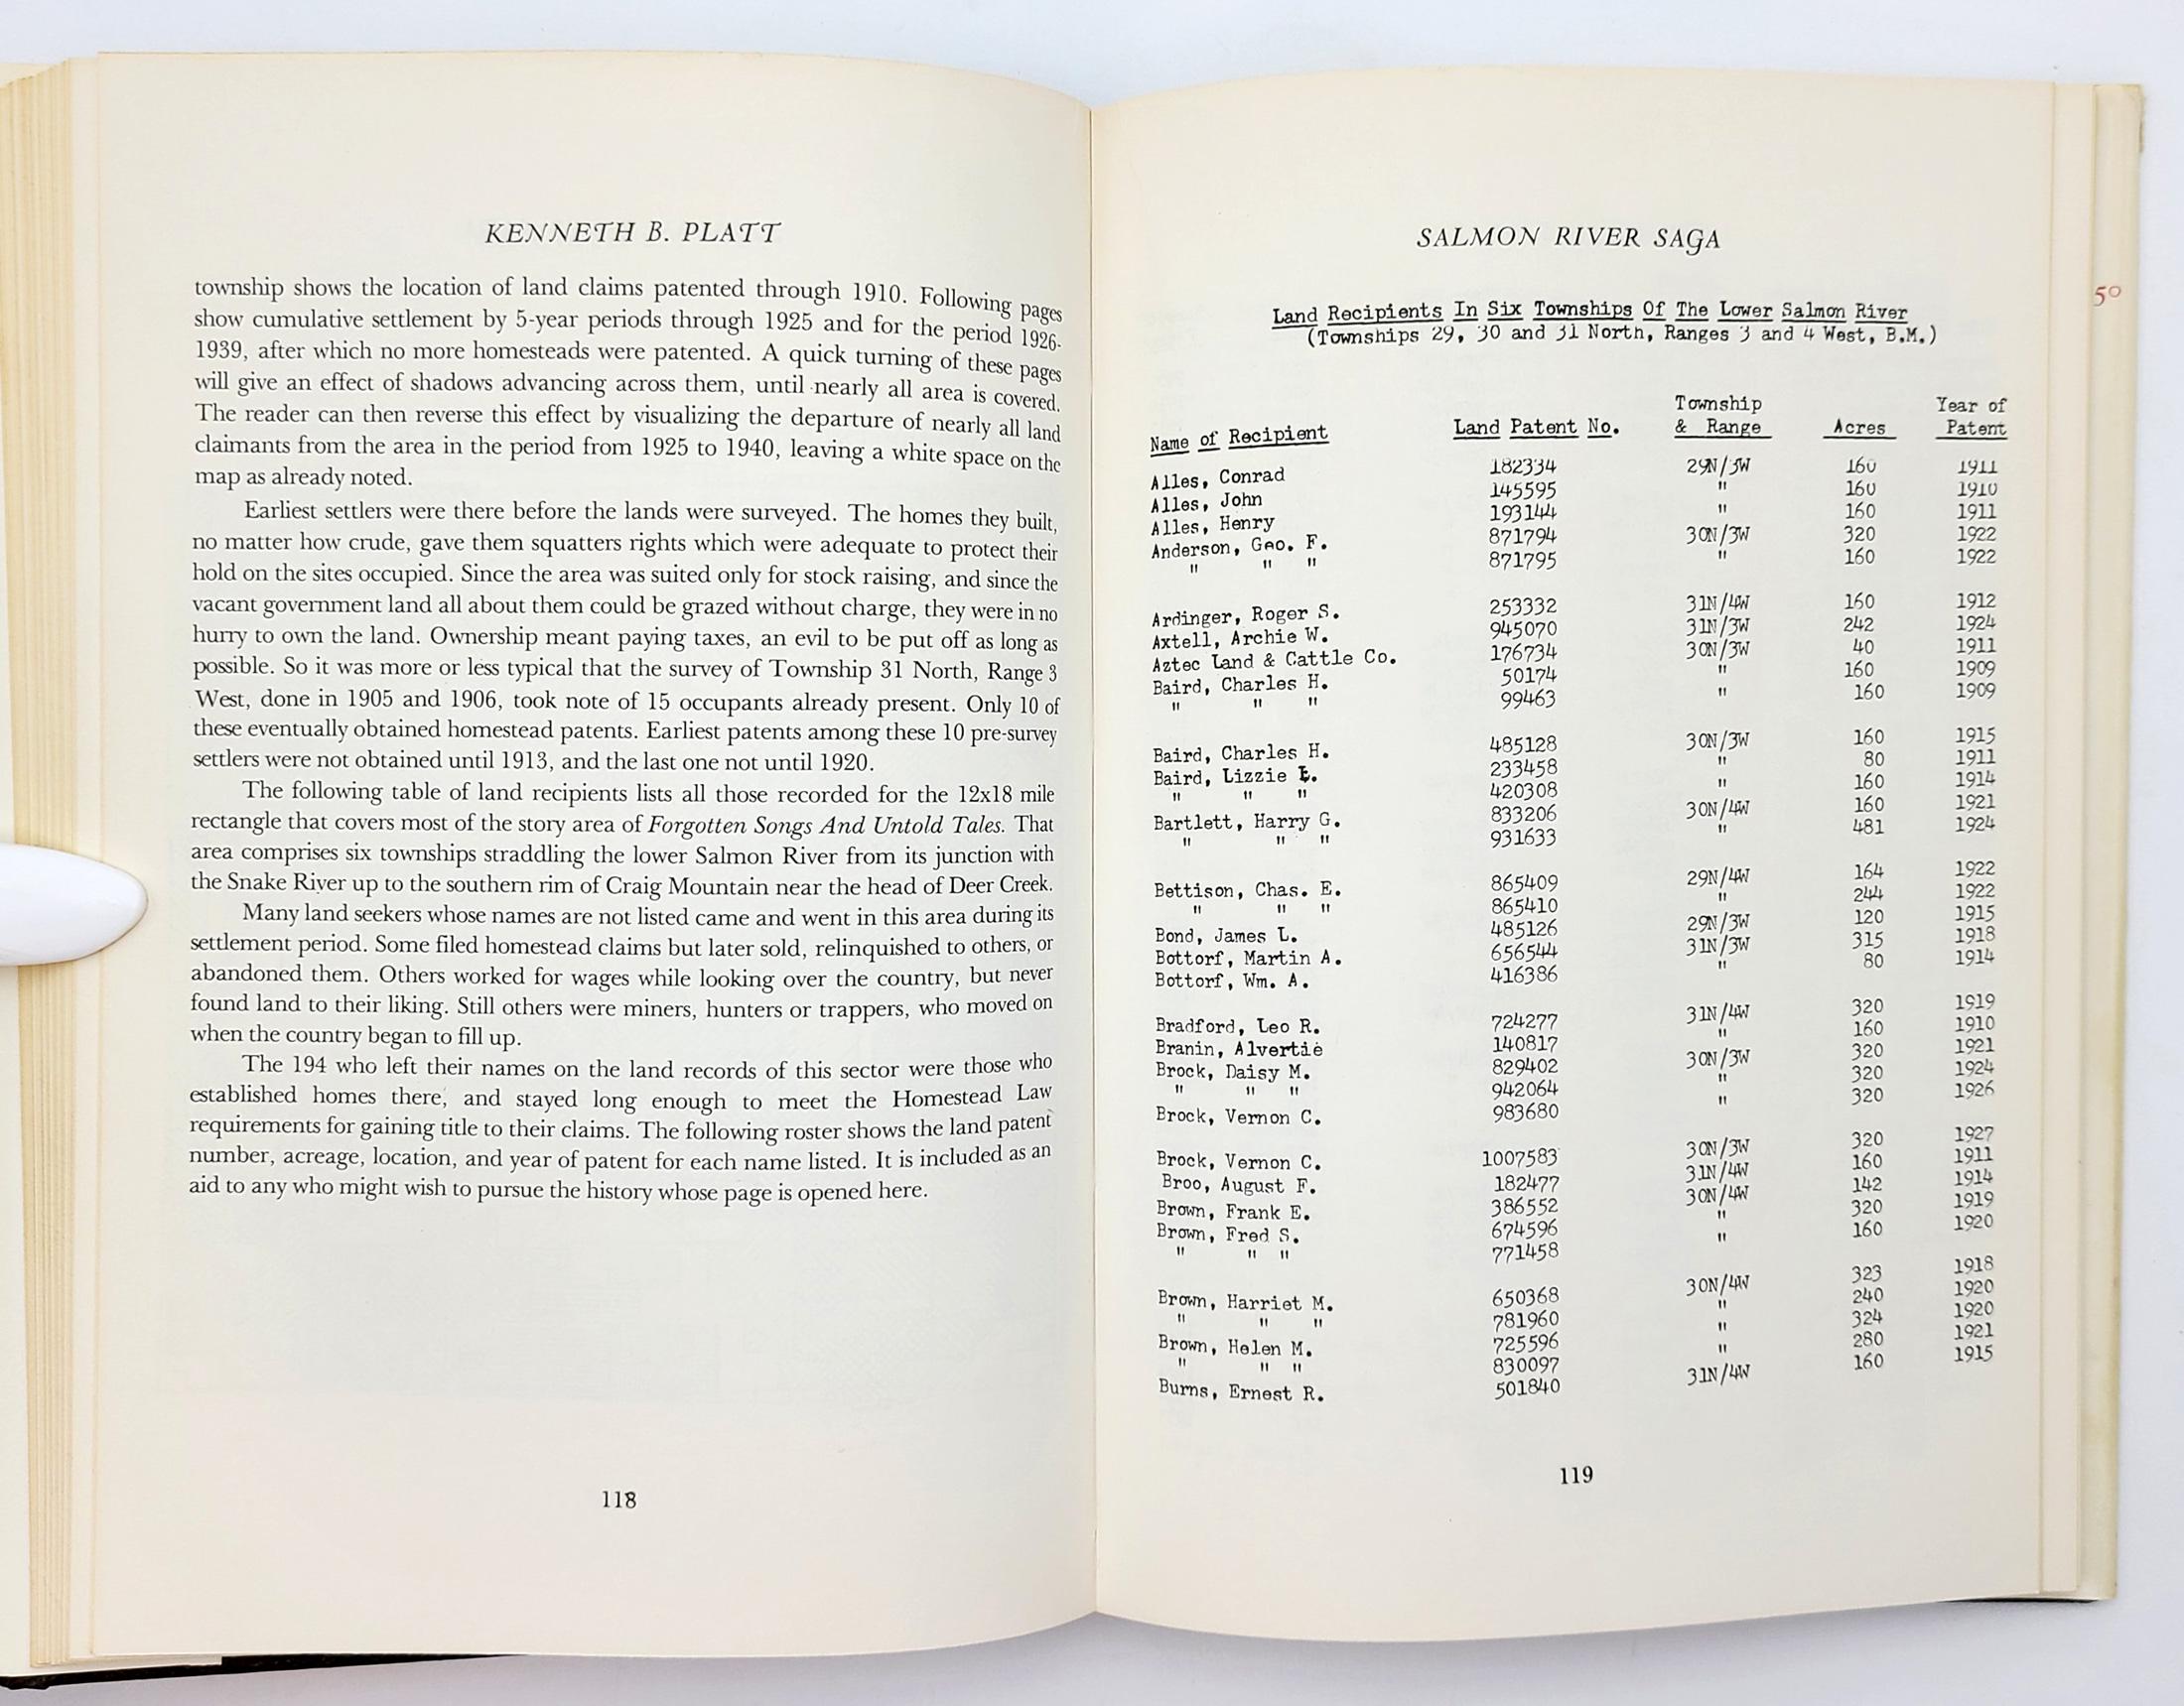 KENNETH B. PLATT
township shows the location of land claims patented through 1910. Following pages
show cumulative settlement by 5-year periods through 1925 and for the period 1926-
1939, after which no more homesteads were patented. A quick turning of these pages
will give an effect of shadows advancing across them, until nearly all area is covered.
The reader can then reverse this effect by visualizing the departure of nearly all land
claimants from the area in the period from 1925 to 1940, leaving a white space on the
map as already noted.
Earliest settlers were there before the lands were surveyed. The homes they built,
no matter how crude, gave them squatters rights which were adequate to protect their
hold on the sites occupied. Since the area was suited only for stock raising, and since the
vacant government land all about them could be grazed without charge, they were in no
hurry to own the land. Ownership meant paying taxes, an evil to be put off as long as
possible. So it was more or less typical that the survey of Township 31 North, Range 3
West, done in 1905 and 1906, took note of 15 occupants already present. Only 10 of
these eventually obtained homestead patents. Earliest patents among these 10 pre-survey
settlers were not obtained until 1913, and the last one not until 1920.
The following table of land recipients lists all those recorded for the 12x18 mile
rectangle that covers most of the story area of Forgotten Songs And Untold Tales. That
area comprises six townships straddling the lower Salmon River from its junction with
the Snake River up to the southern rim of Craig Mountain near the head of Deer Creek.
Many land seekers whose names are not listed came and went in this area during its
settlement period. Some filed homestead claims but later sold, relinquished to others, or
abandoned them. Others worked for wages while looking over the country, but never
found land to their liking. Still others were miners, hunters or trappers, who moved on
when the country began to fill up.
The 194 who left their names on the land records of this sector were those who
established homes there, and stayed long enough to meet the Homestead Law
requirements for gaining title to their claims. The following roster shows the land patent
number, acreage, location, and year of patent for each name listed. It is included as an
aid to any who might wish to pursue the history whose page is opened here.
118
SALMON RIVER SAGA
Land Recipients In Six Townships Of The Lower Salmon River
(Townships 29, 30 and 31 North, Ranges 3 and 4 West, B.M.)
Township Year of
Name of Recipient Land Patent No. & Range Acres Patent
Alles, Conrad 182334 29N/3W 160 1911
Alles, John 145595 " 160 1910
Alles, Henry 193144 " 160 1911
Anderson, Geo. F. 871794 30N/3W 320 1922
" " " 871795 " 160 1922
Ardinger, Roger S. 253332 31N/4W 160 1912
Axtell, Archie W. 945070 31N/3W 242 1924
Aztec Land & Cattle Co. 176734 30N/3W 40 1911
Baird, Charles H. 50174 " 160 1909
" " " 99463 " 160 1909
Baird, Charles H. 485128 30N/3W 160 1915
Baird, Lizzie E. 233458 " 80 1911
" " " 420308 " 160 1914
Bartlett, Harry G. 833206 30N/4W 160 1921
" " " 931633 " 481 1924
Bettison, Chas. E. 865409 29N/4W 164 1922
" " " 865410 " 244 1922
Bond, James L. 485126 29N/3W 120 1915
Bottorf, Martin A. 656544 31N/3W 315 1918
Bottorf, Wm. A. 416386 " 80 1914
Bradford, Leo R. 724277 31N/4W 320 1919
Branin, Alvertie 140817 " 160 1910
Brock, Daisy M. 829402 30N/3W 320 1921
" " " 942064 " 320 1924
Brock, Vernon C. 983680 " 320 1926
Brock, Vernon C. 1007583 30N/3W 320 1927
Broo, August F. 182477 31N/4W 160 1911
Brown, Frank E. 386552 30N/4W 142 1914
Brown, Fred S. 674596 " 320 1919
" " " 771458 " 160 1920
Brown, Harriet M. 650368 30N/4W 323 1918
" " " 781960 " 240 1920
Brown, Helen M. 725596 " 324 1920
" " " 830097 " 280 1921
Burns, Ernest R. 501840 31N/4W 160 1915
119
50